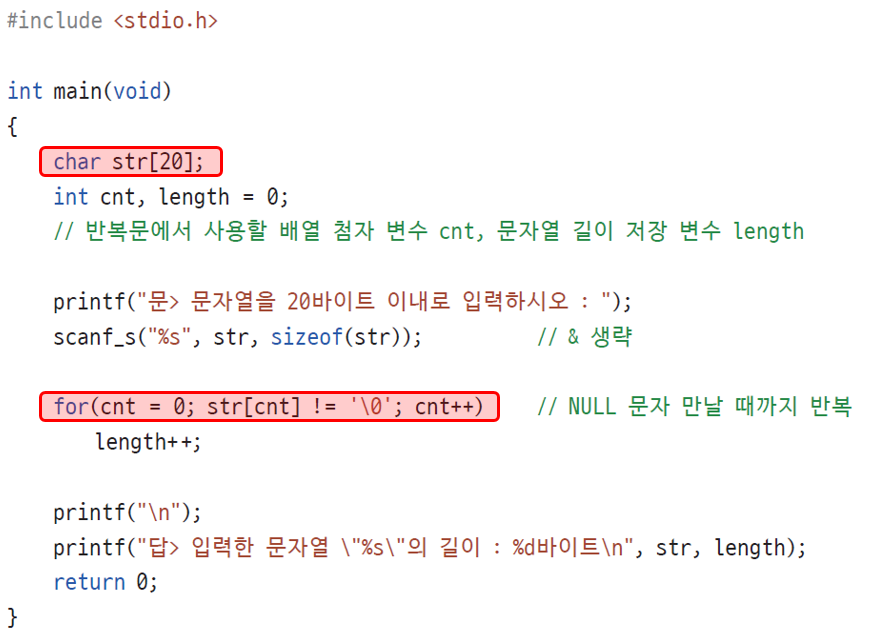 #include <stdio.h>
int main(void)
{
char str[20];
int cnt, length = 0;
// 반복문에서 사용할 배열 첨자 변수 cnt, 문자열 길이 저장 변수 length
printf("문> 문자열을 20바이트 이내로 입력하시오 : ");
scanf_s("%s", str, sizeof(str)); // & 생략
for(cnt = 0; str[cnt] != '\0'; cnt++) // NULL 문자 만날 때까지 반복
length++;
printf("\n");
printf("답> 입력한 문자열 \"%s\"의 길이 : %d바이트\n", str, length);
return 0;
}